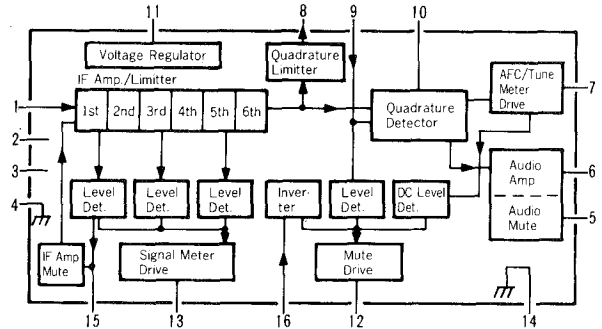 11
8
9
10
Voltage Regulator
Quadrature
Limitter
AFC/Tune
Meter
Drive
7
IF Amp./Limitter
1
1st 2nd 3rd 4th 5th 6th
Quadrature
Detector
2
3
4
Level
Det.
Level
Det.
Level
Det.
Inver-
ter
Level
Det.
DC Level
Det.
Audio
Amp
6
Audio
Mute
5
IF Amp
Mute
Signal Meter
Drive
Mute
Drive
15
13
16
12
14